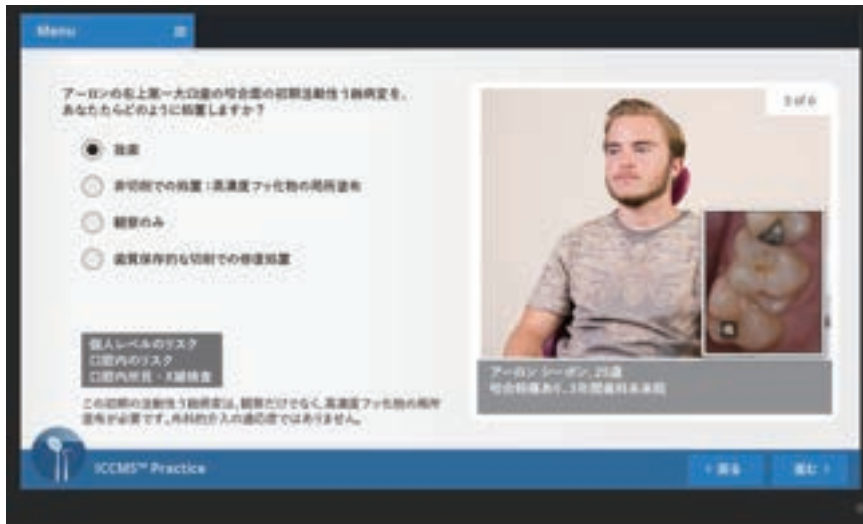 Menu
アーロンの右上第一大臼歯の咬合面の初期活動性う蝕病変を、
あなたならどのように処置しますか?
抜歯
非切削での処置:高濃度フッ化物の局所塗布
観察のみ
歯質保存的な切削での修復処置
個人レベルのリスク
口腔内のリスク
口腔内所見・X線検査
この初期の活動性う蝕病変は、観察だけでなく、高濃度フッ化物の局所
塗布が必要です。外科的介入の適応症ではありません。
アーロン シーボン, 25歳
ICCMS™ Practice
戻る
進む